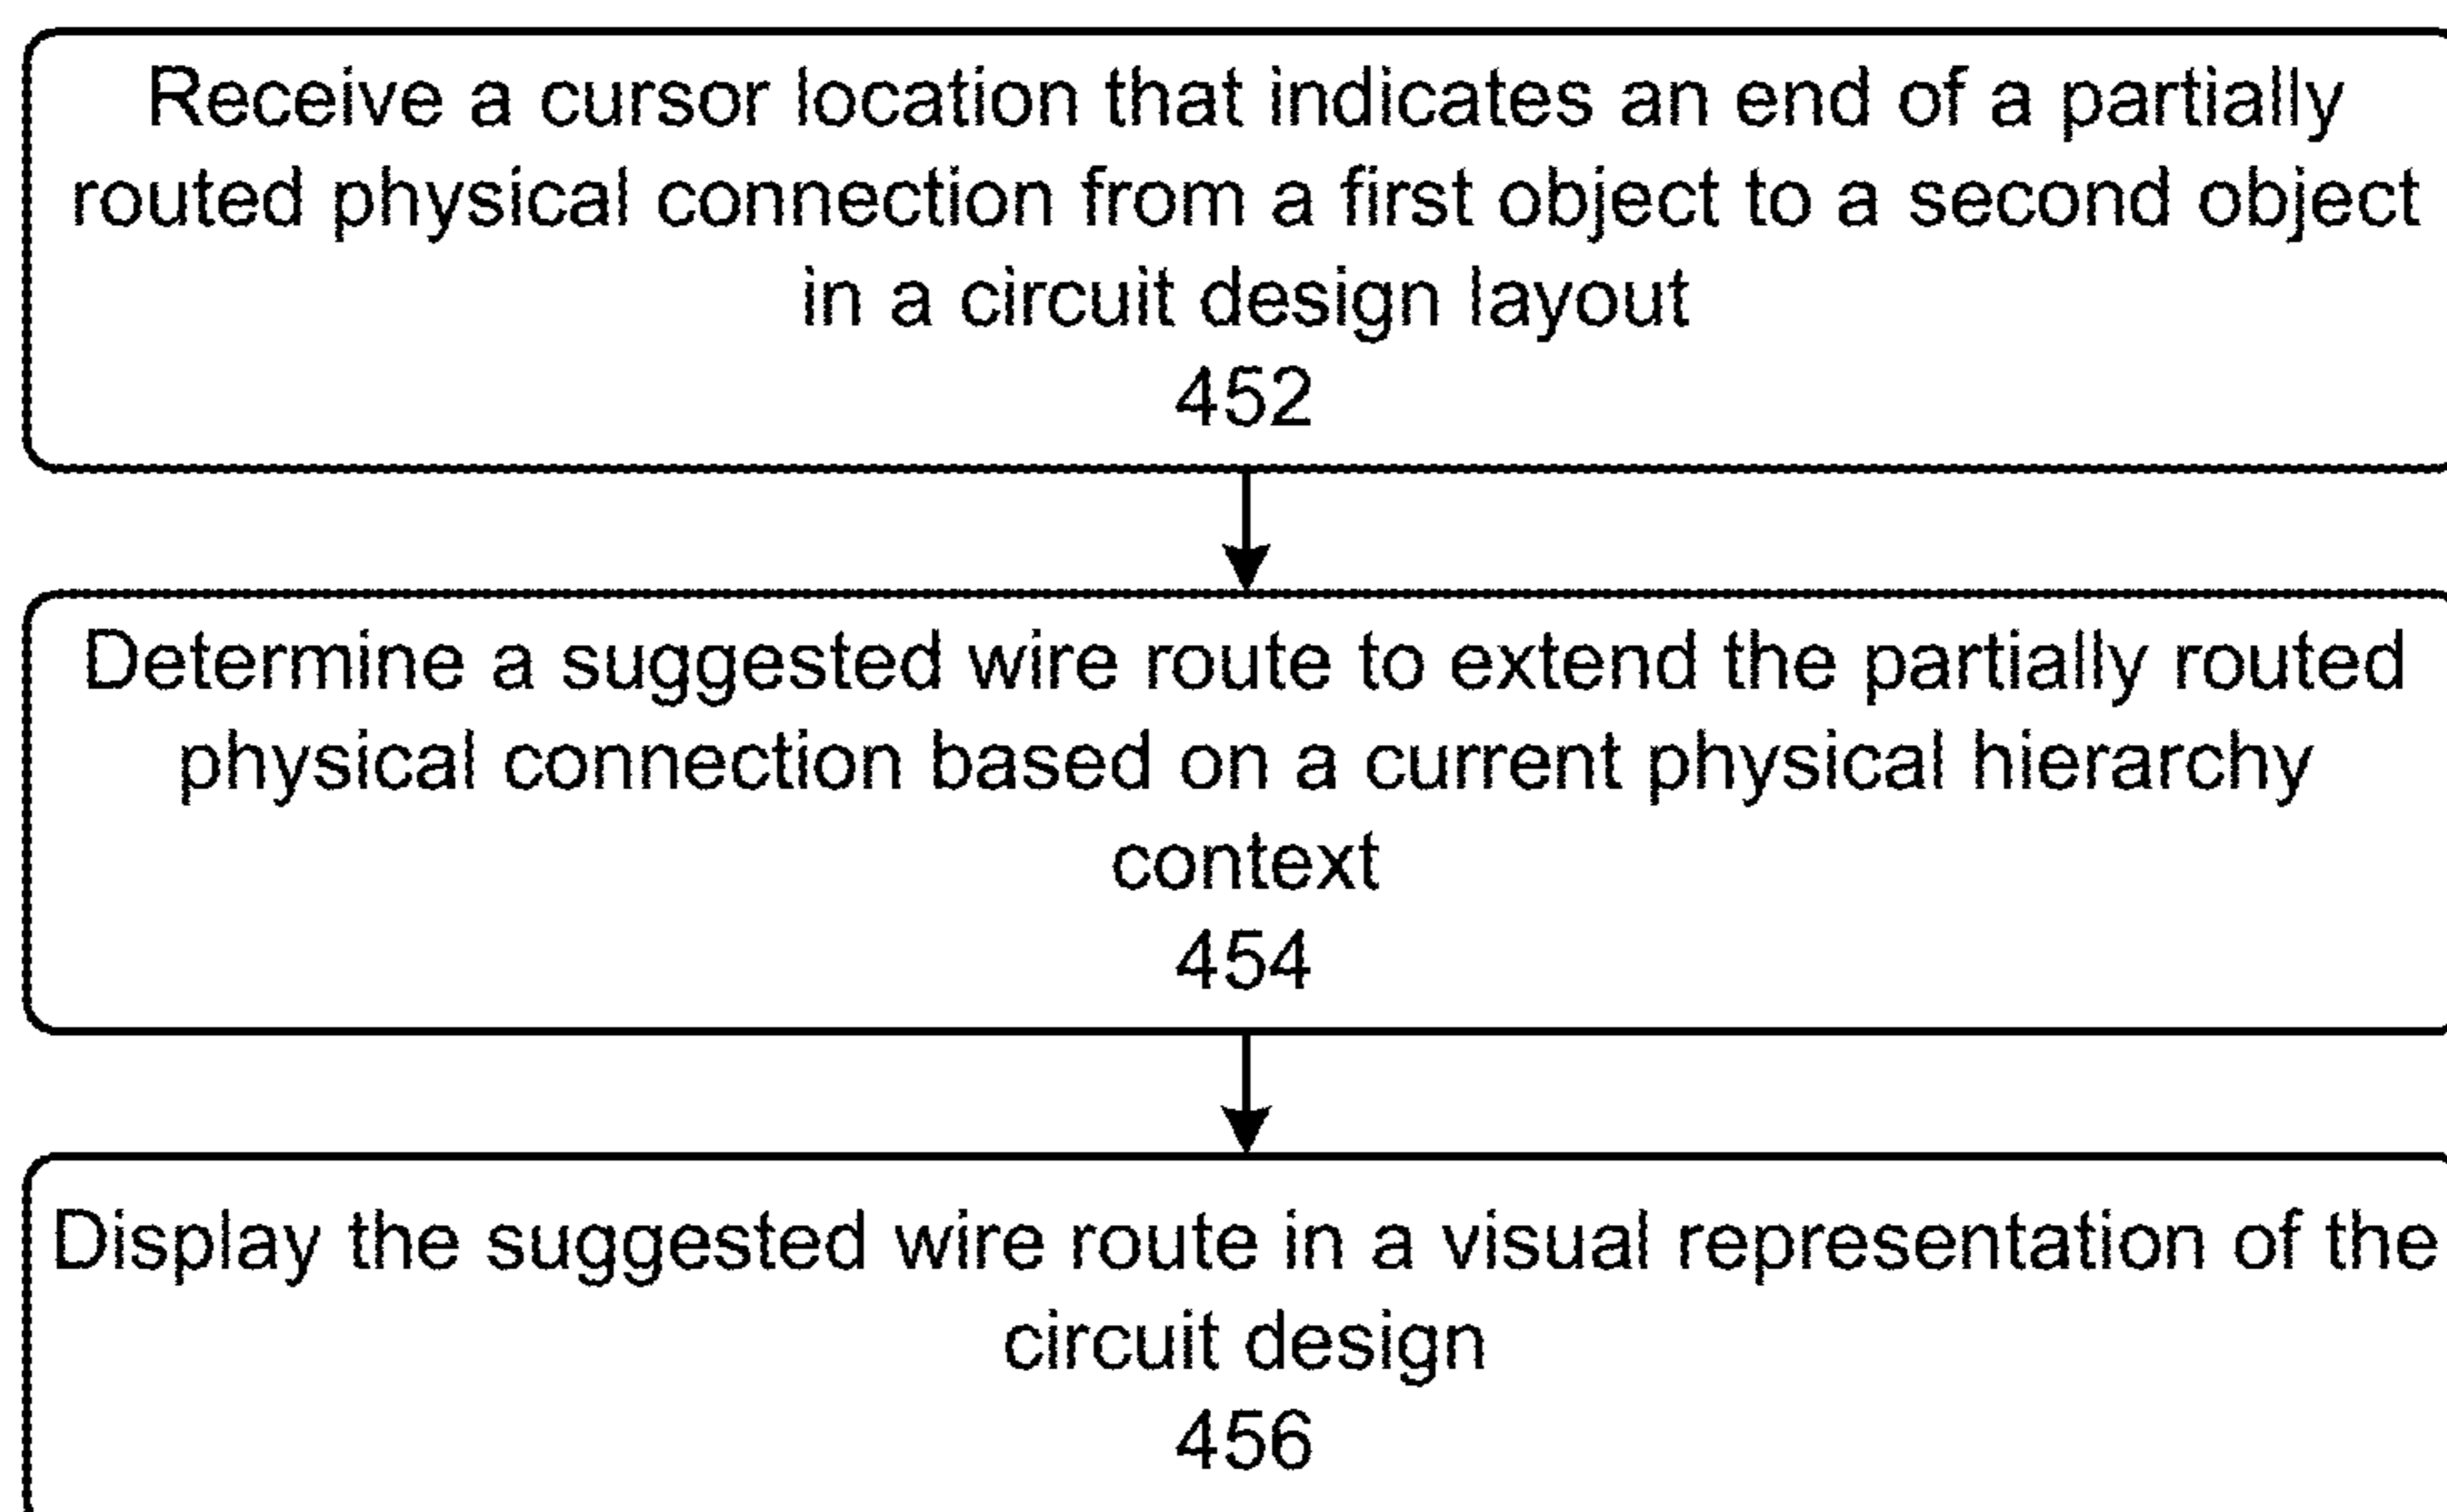 Receive a cursor location that indicates an end of a partially
routed physical connection from a first object to a second object
in a circuit design layout
452
Determine a suggested wire route to extend the partially routed
physical connection based on a current physical hierarchy
context
454
Display the suggested wire route in a visual representation of the
circuit design
456